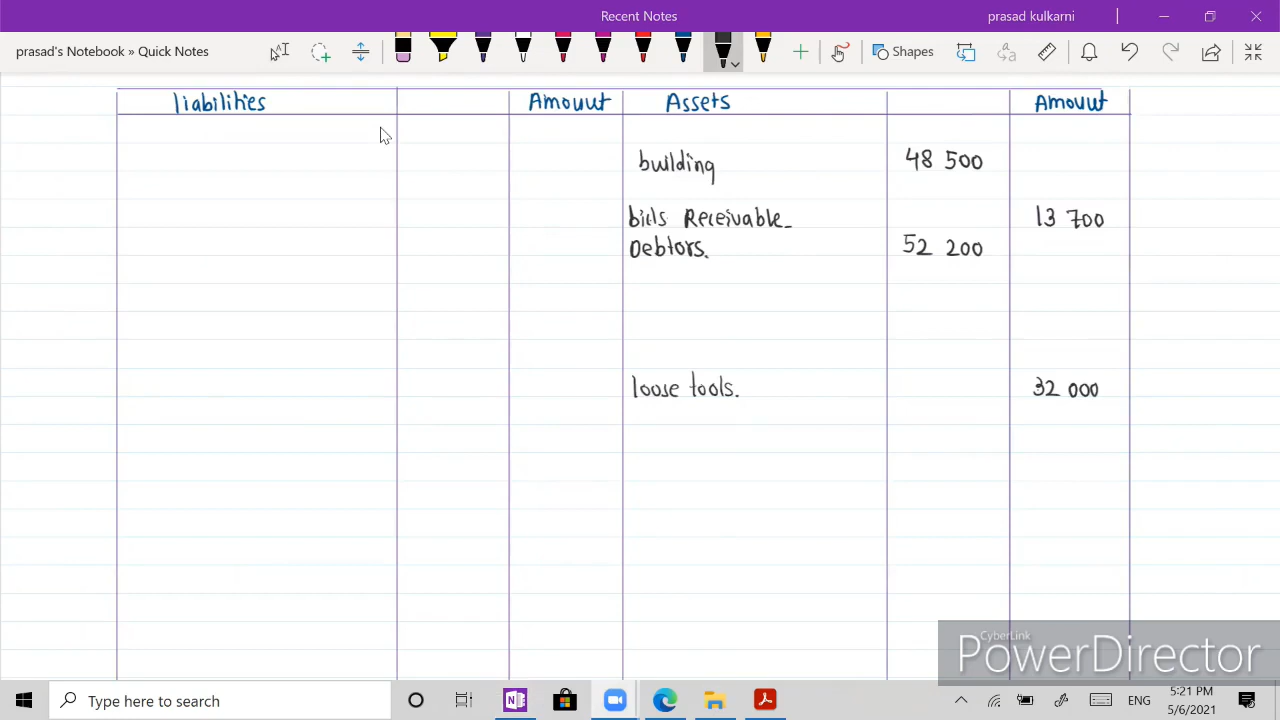 Recent Notes
prasad kulkarni
prasad's Notebook » Quick Notes
Shapes
liabilities Amount Assets Amount
building 48 500
bills Receivable 13 700
Debtors. 52 200
loose tools. 32 000
CyberLink
PowerDirector
Type here to search
ENG
5:21 PM
5/6/2021